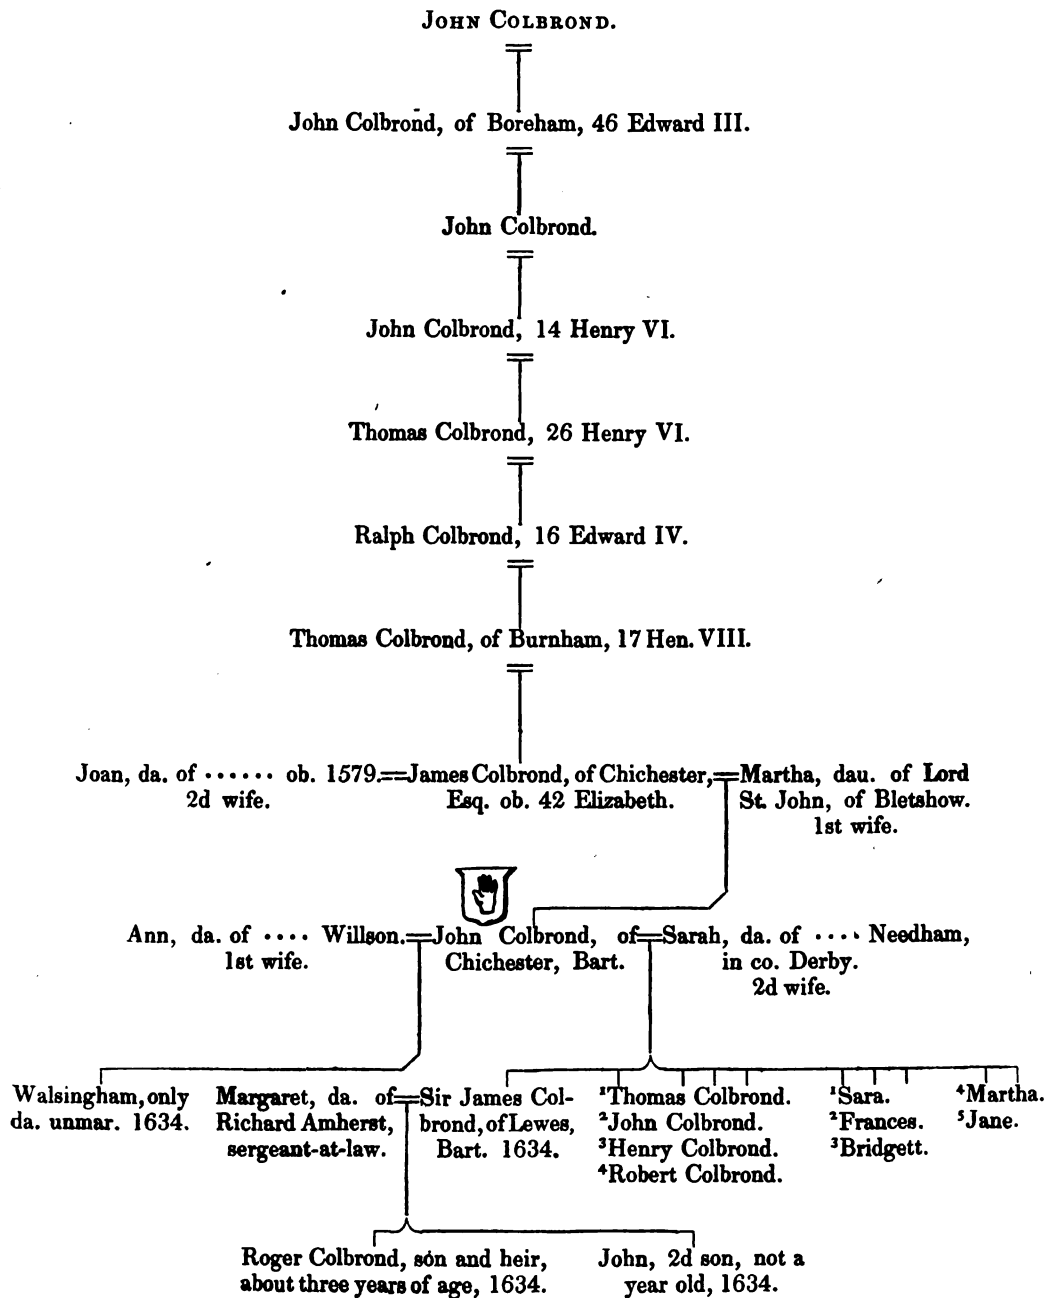 JOHN COLBROND.
John Colbrond, of Boreham, 46 Edward III.
John Colbrond.
John Colbrond, 14 Henry VI.
Thomas Colbrond, 26 Henry VI.
Ralph Colbrond, 16 Edward IV.
Thomas Colbrond, of Burnham, 17 Hen. VIII.
Joan, da. of ...... ob. 1579.
2d wife.
James Colbrond, of Chichester,
Esq. ob. 42 Elizabeth.
Martha, dau. of Lord
St. John, of Bletshow.
1st wife.
Ann, da. of .... Willson.
1st wife.
John Colbrond, of
Chichester, Bart.
Sarah, da. of .... Needham,
in co. Derby.
2d wife.
Walsingham, only
da. unmar. 1634.
Margaret, da. of
Richard Amherst,
sergeant-at-law.
Sir James Col-
brond, of Lewes,
Bart. 1634.
¹Thomas Colbrond.
²John Colbrond.
³Henry Colbrond.
⁴Robert Colbrond.
¹Sara.
²Frances.
³Bridgett.
⁴Martha.
⁵Jane.
Roger Colbrond, son and heir,
about three years of age, 1634.
John, 2d son, not a
year old, 1634.